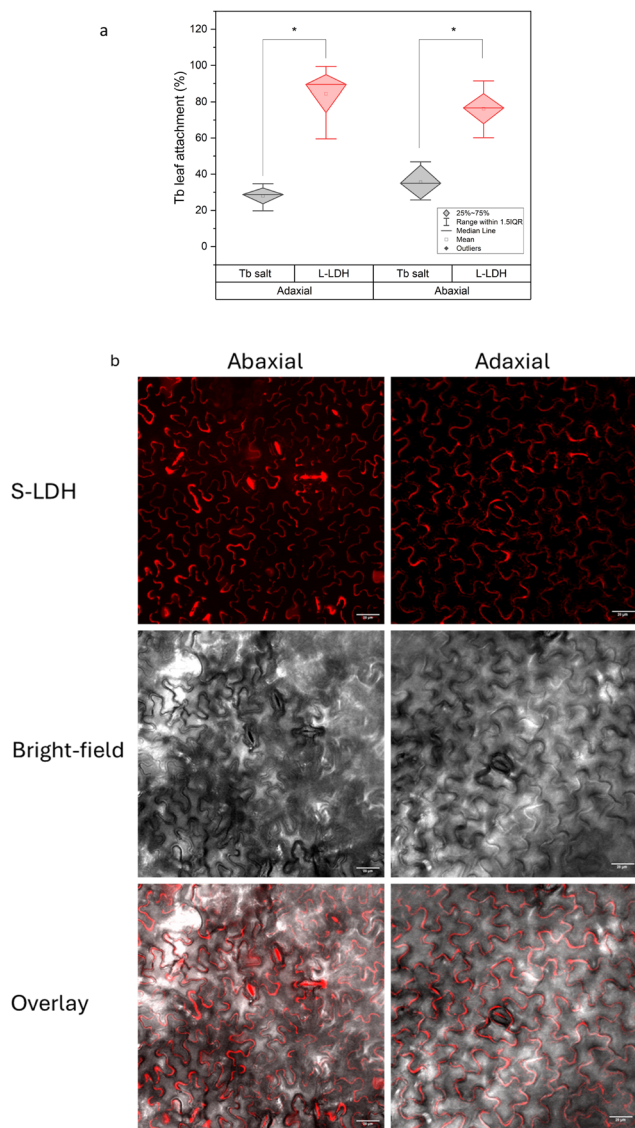 a
* *
Tb leaf attachment (%)
120
100
80
60
40
20
0
25%~75%
Range within 1.5IQR
Median Line
Mean
Outliers
Tb salt L-LDH Tb salt L-LDH
Adaxial Abaxial
b
Abaxial Adaxial
S-LDH
Bright-field
Overlay